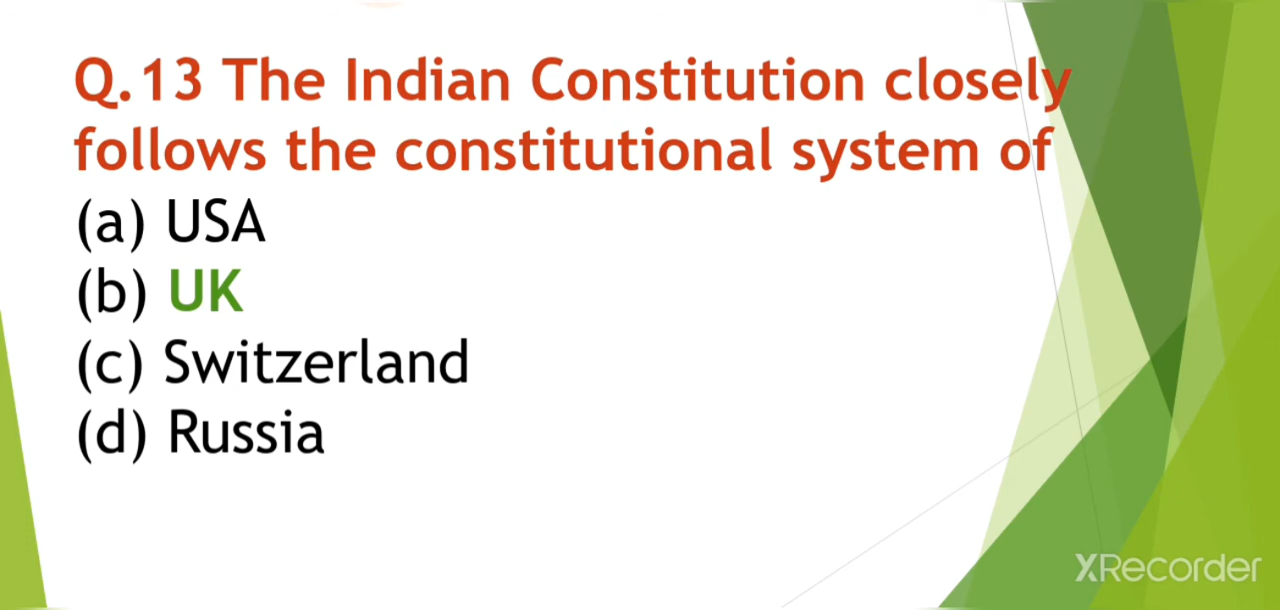 Q.13 The Indian Constitution closely
follows the constitutional system of
(a) USA
(b) UK
(c) Switzerland
(d) Russia
XRecorder